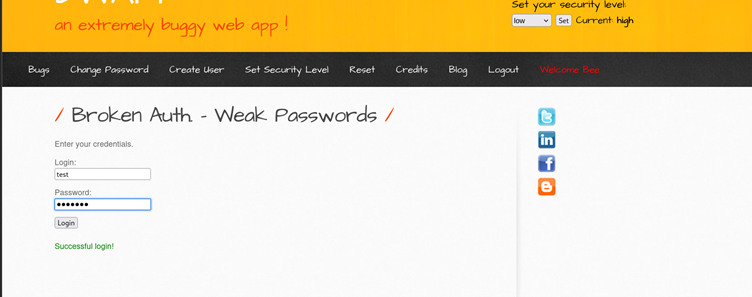 an extremely buggy web app !
Set your security level:
low Set Current: high
Bugs Change Password Create User Set Security Level Reset Credits Blog Logout Welcome Bee
/ Broken Auth. - Weak Passwords /
Enter your credentials.
Login:
test
Password:
●●●●●●●
Login
Successful login!